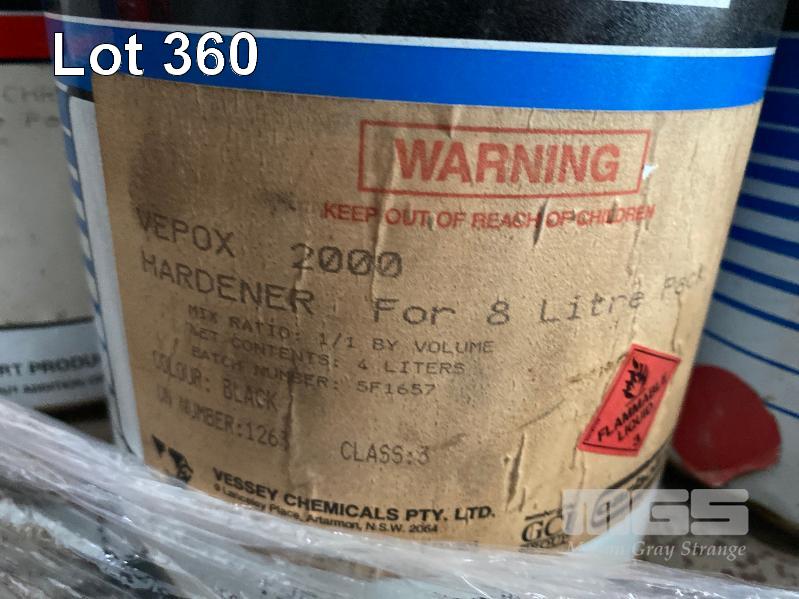 Lot 360
WARNING
KEEP OUT OF REACH OF CHILDREN
VEPOX 2000
HARDENER For 8 Litre Pack
MIX RATIO: 1/1 BY VOLUME
NET CONTENTS: 4 LITERS
BATCH NUMBER: 5F1657
COLOUR: BLACK
UN NUMBER:1263
CLASS:3
FLAMMABLE
LIQUID
3
VESSEY CHEMICALS PTY. LTD.
Place, Artarmon, N.S.W. 2064
MGS
Gray Strange